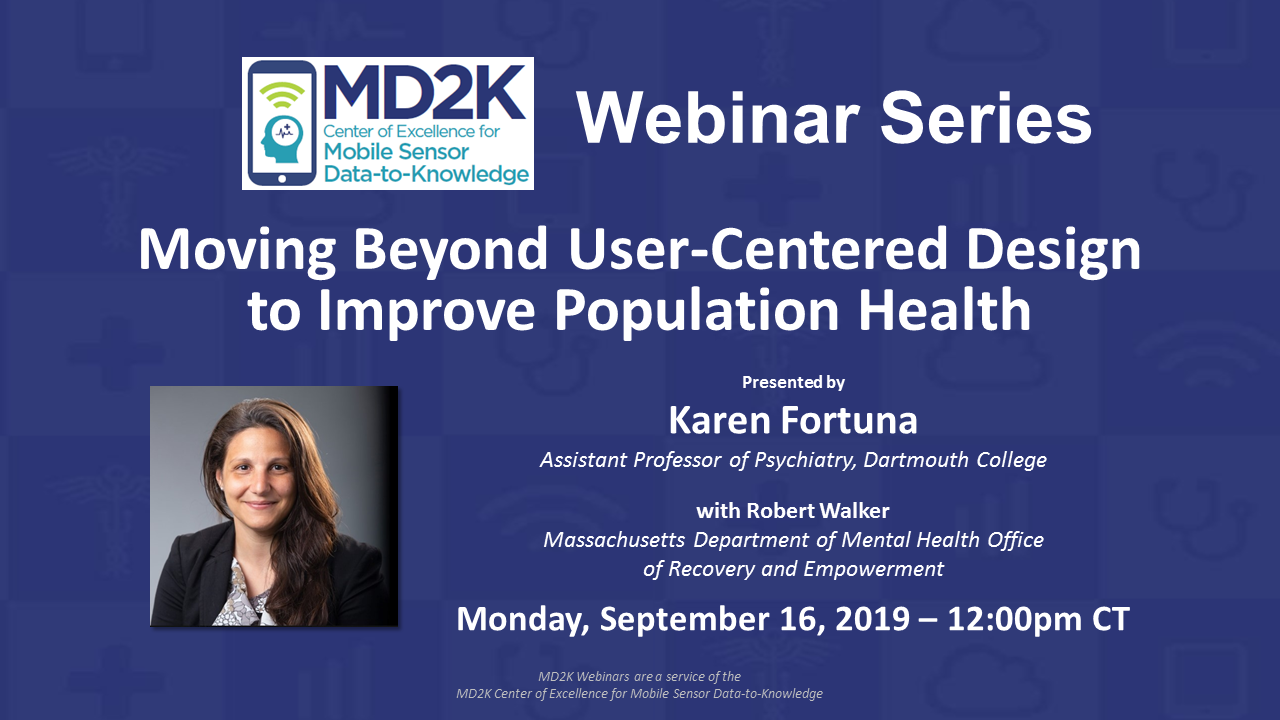 MD2K
Center of Excellence for
Mobile Sensor
Data-to-Knowledge
Webinar Series
Moving Beyond User-Centered Design
to Improve Population Health
Presented by
Karen Fortuna
Assistant Professor of Psychiatry, Dartmouth College
with Robert Walker
Massachusetts Department of Mental Health Office
of Recovery and Empowerment
Monday, September 16, 2019 – 12:00pm CT
MD2K Webinars are a service of the
MD2K Center of Excellence for Mobile Sensor Data-to-Knowledge